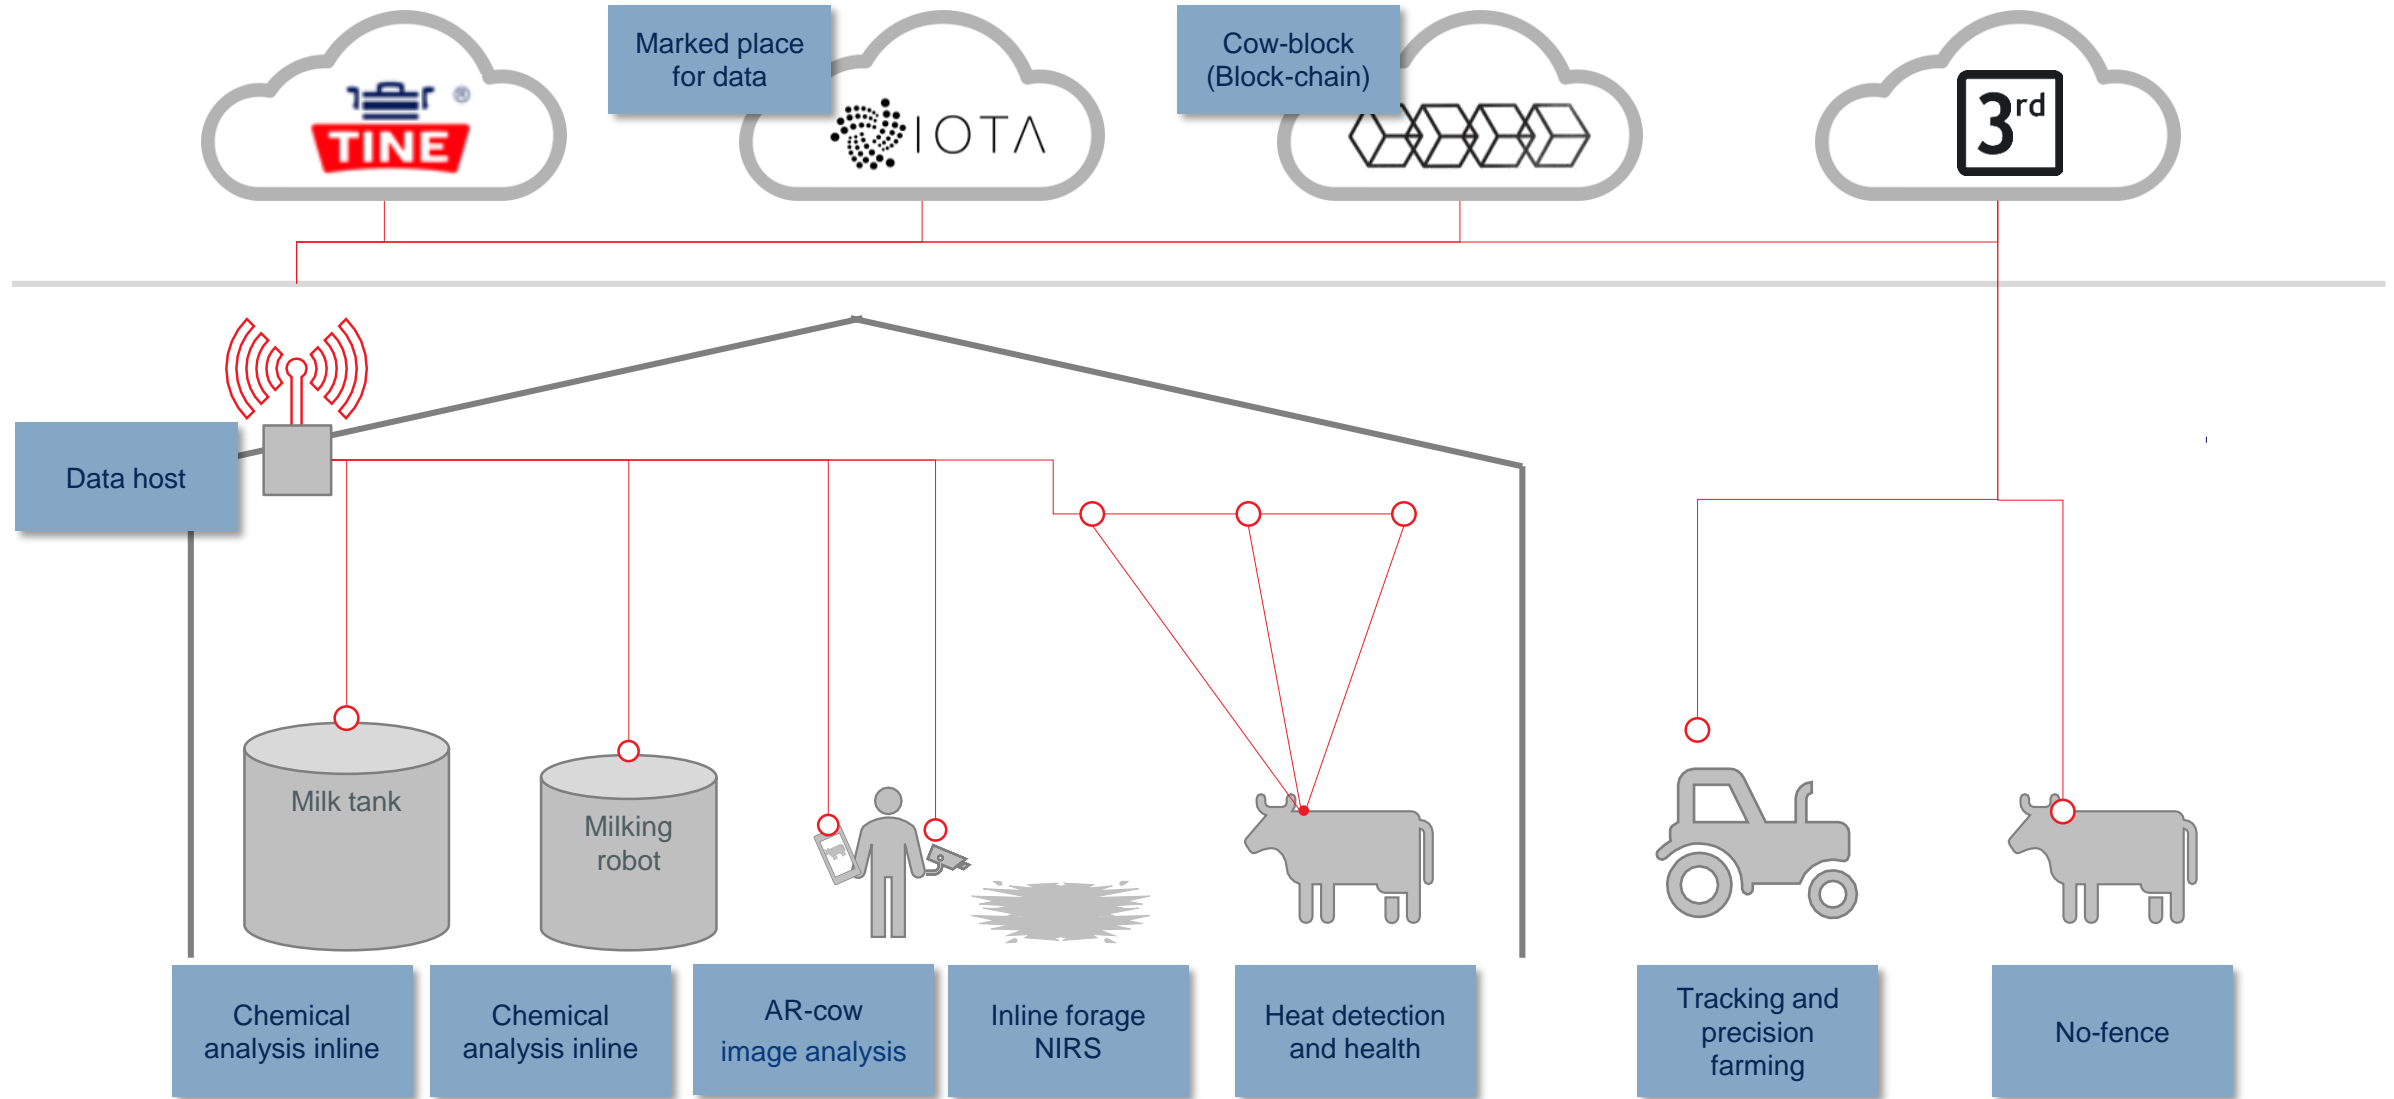 Marked place
for data
Cow-block
(Block-chain)
®
TINE
IOTA
3rd
Data host
Milk tank
Milking
robot
Chemical
analysis inline
Chemical
analysis inline
AR-cow
image analysis
Inline forage
NIRS
Heat detection
and health
Tracking and
precision
farming
No-fence